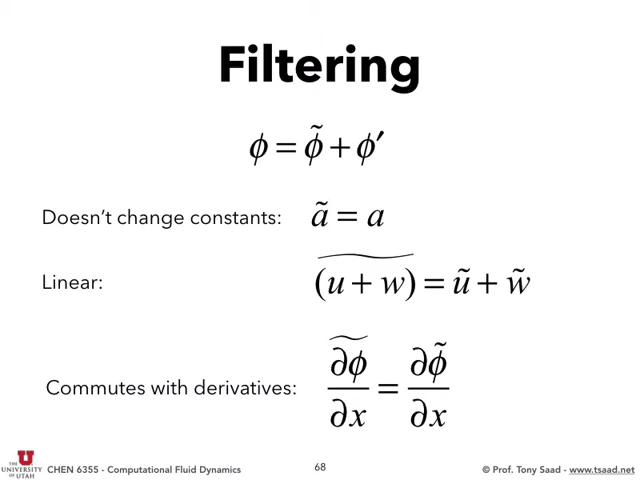 Filtering
ϕ = ϕ̃ + ϕ′
Doesn't change constants: ã = a
Linear: (u + w)͂ = ũ + w̃
Commutes with derivatives: ∂ϕ͂/∂x = ∂ϕ̃/∂x
U THE UNIVERSITY OF UTAH
CHEN 6355 - Computational Fluid Dynamics
68
© Prof. Tony Saad - www.tsaad.net